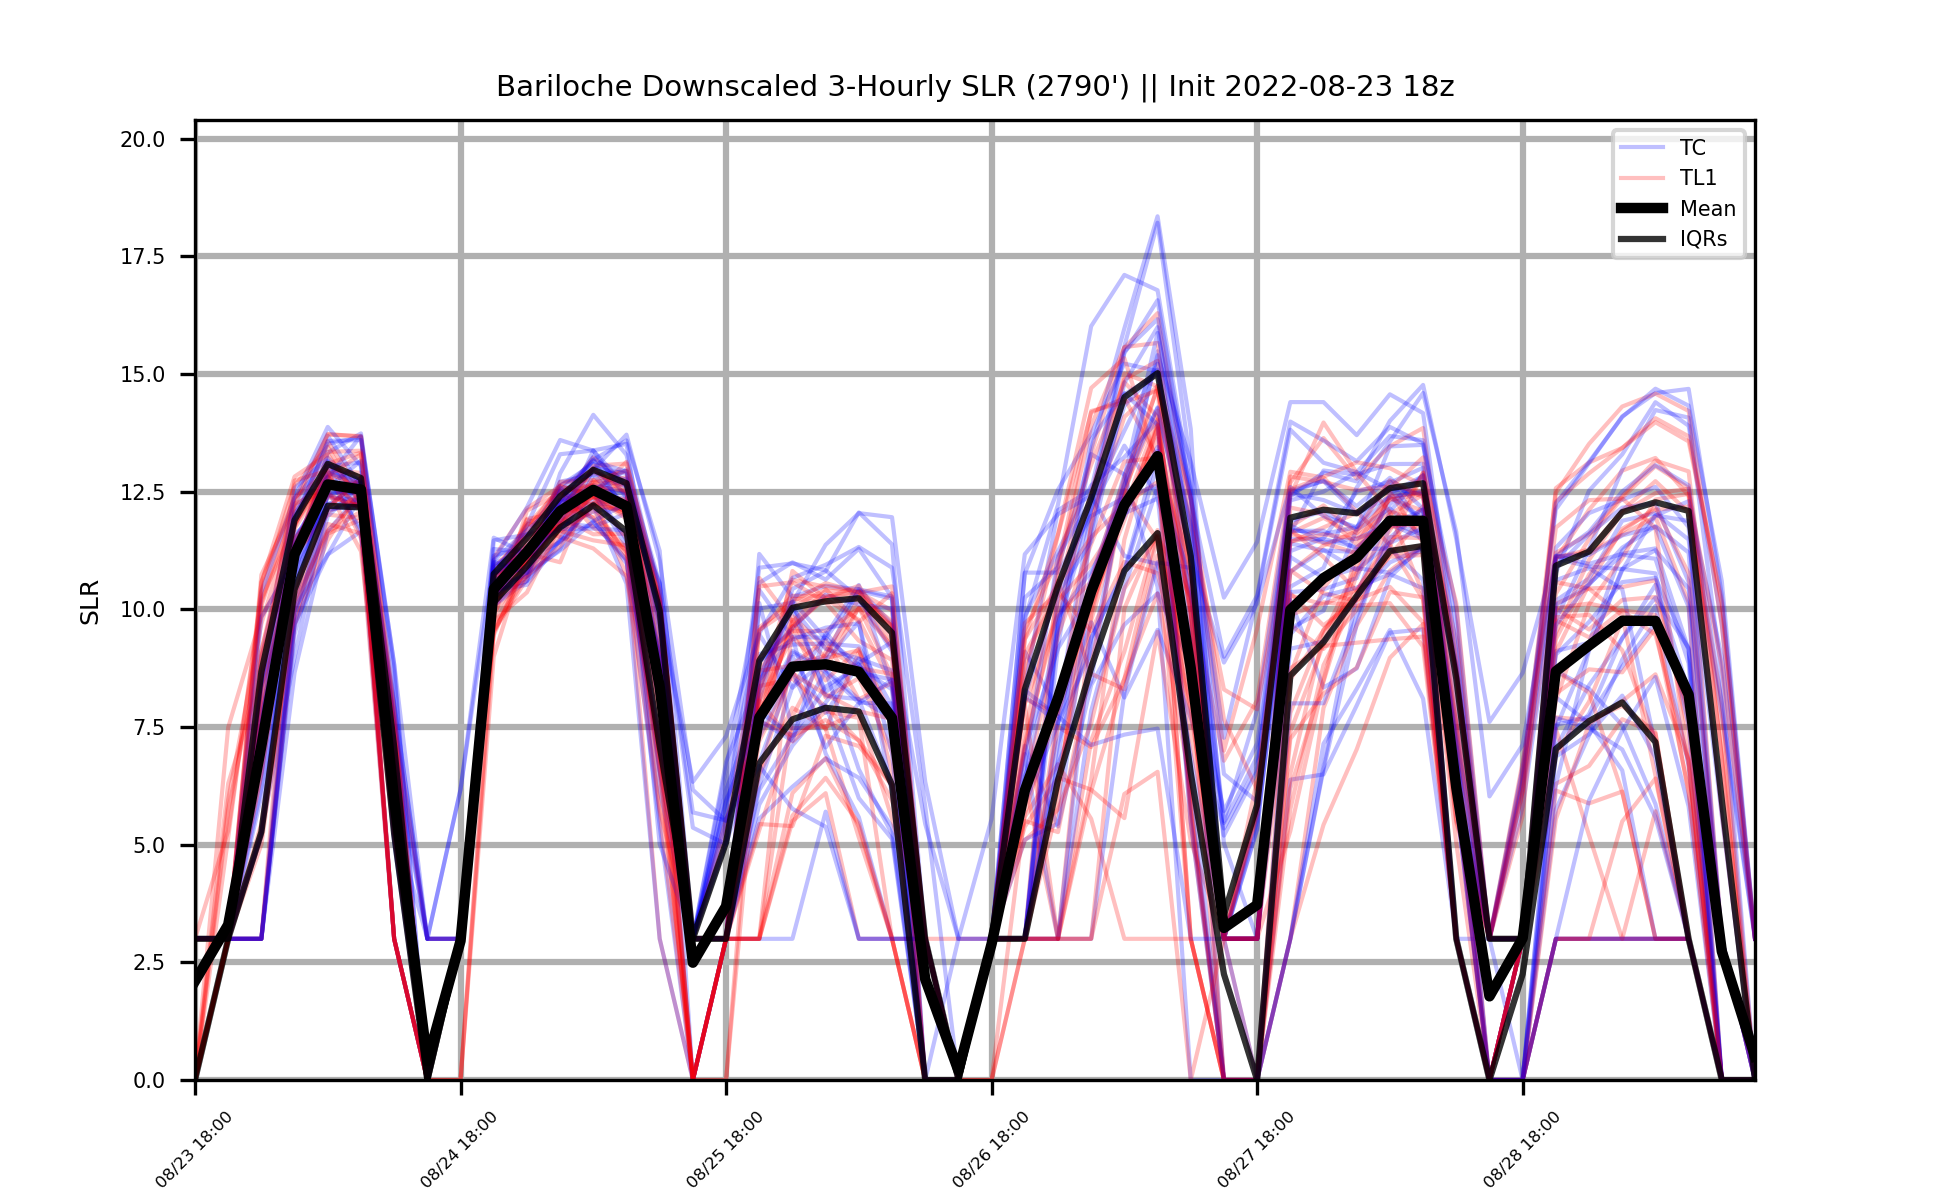 Bariloche Downscaled 3-Hourly SLR (2790') || Init 2022-08-23 18z
20.0
17.5
15.0
12.5
10.0
7.5
5.0
2.5
0.0
SLR
TC
TL1
Mean
IQRs
08/23 18:00
08/24 18:00
08/25 18:00
08/26 18:00
08/27 18:00
08/28 18:00